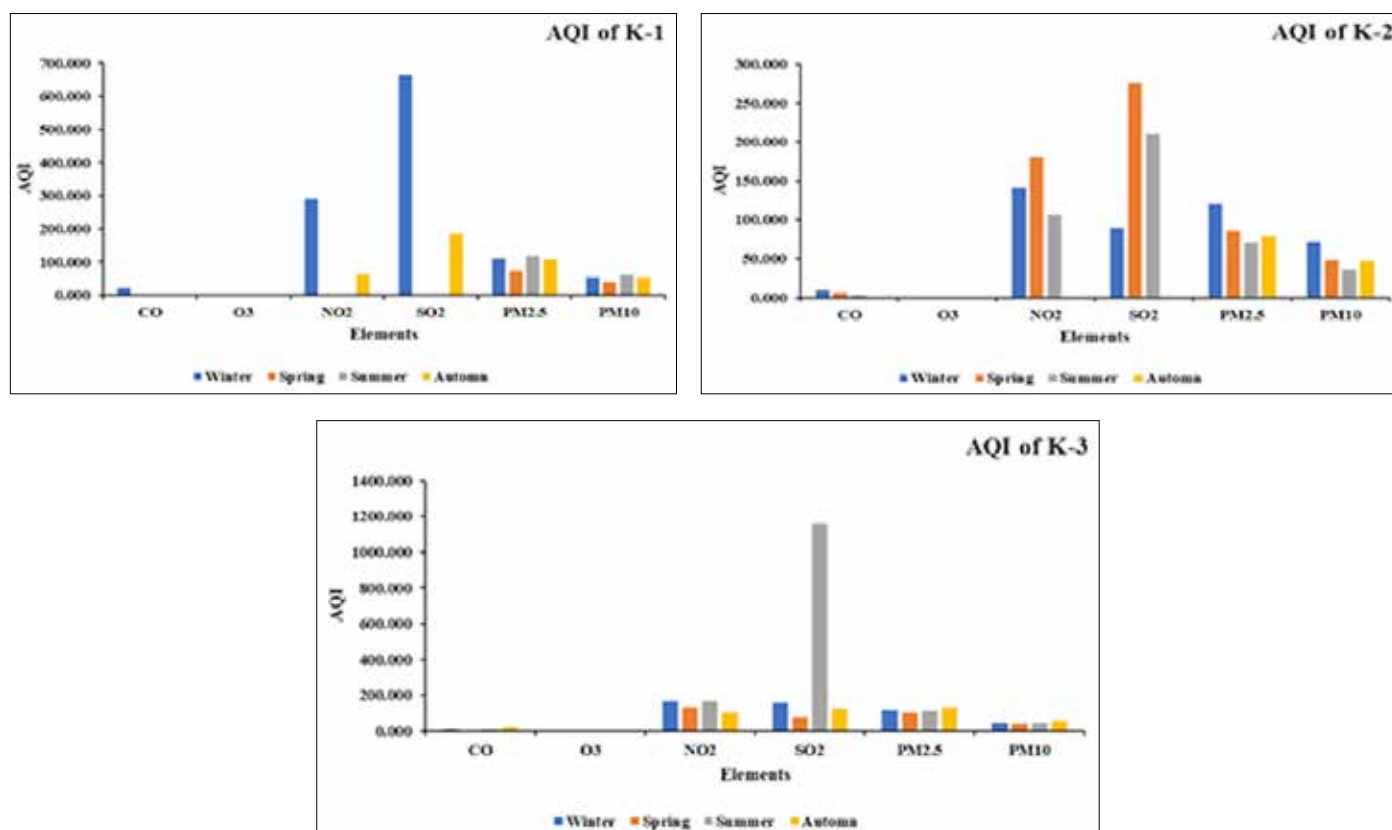 AQI of K-1
700.000
600.000
500.000
400.000
300.000
200.000
100.000
0.000
AQI
CO O3 NO2 SO2 PM2.5 PM10
Elements
Winter Spring Summer Automn
AQI of K-2
300.000
250.000
200.000
150.000
100.000
50.000
0.000
AQI
CO O3 NO2 SO2 PM2.5 PM10
Elements
Winter Spring Summer Automn
AQI of K-3
1400.000
1200.000
1000.000
800.000
600.000
400.000
200.000
0.000
AQI
CO O3 NO2 SO2 PM2.5 PM10
Elements
Winter Spring Summer Automn